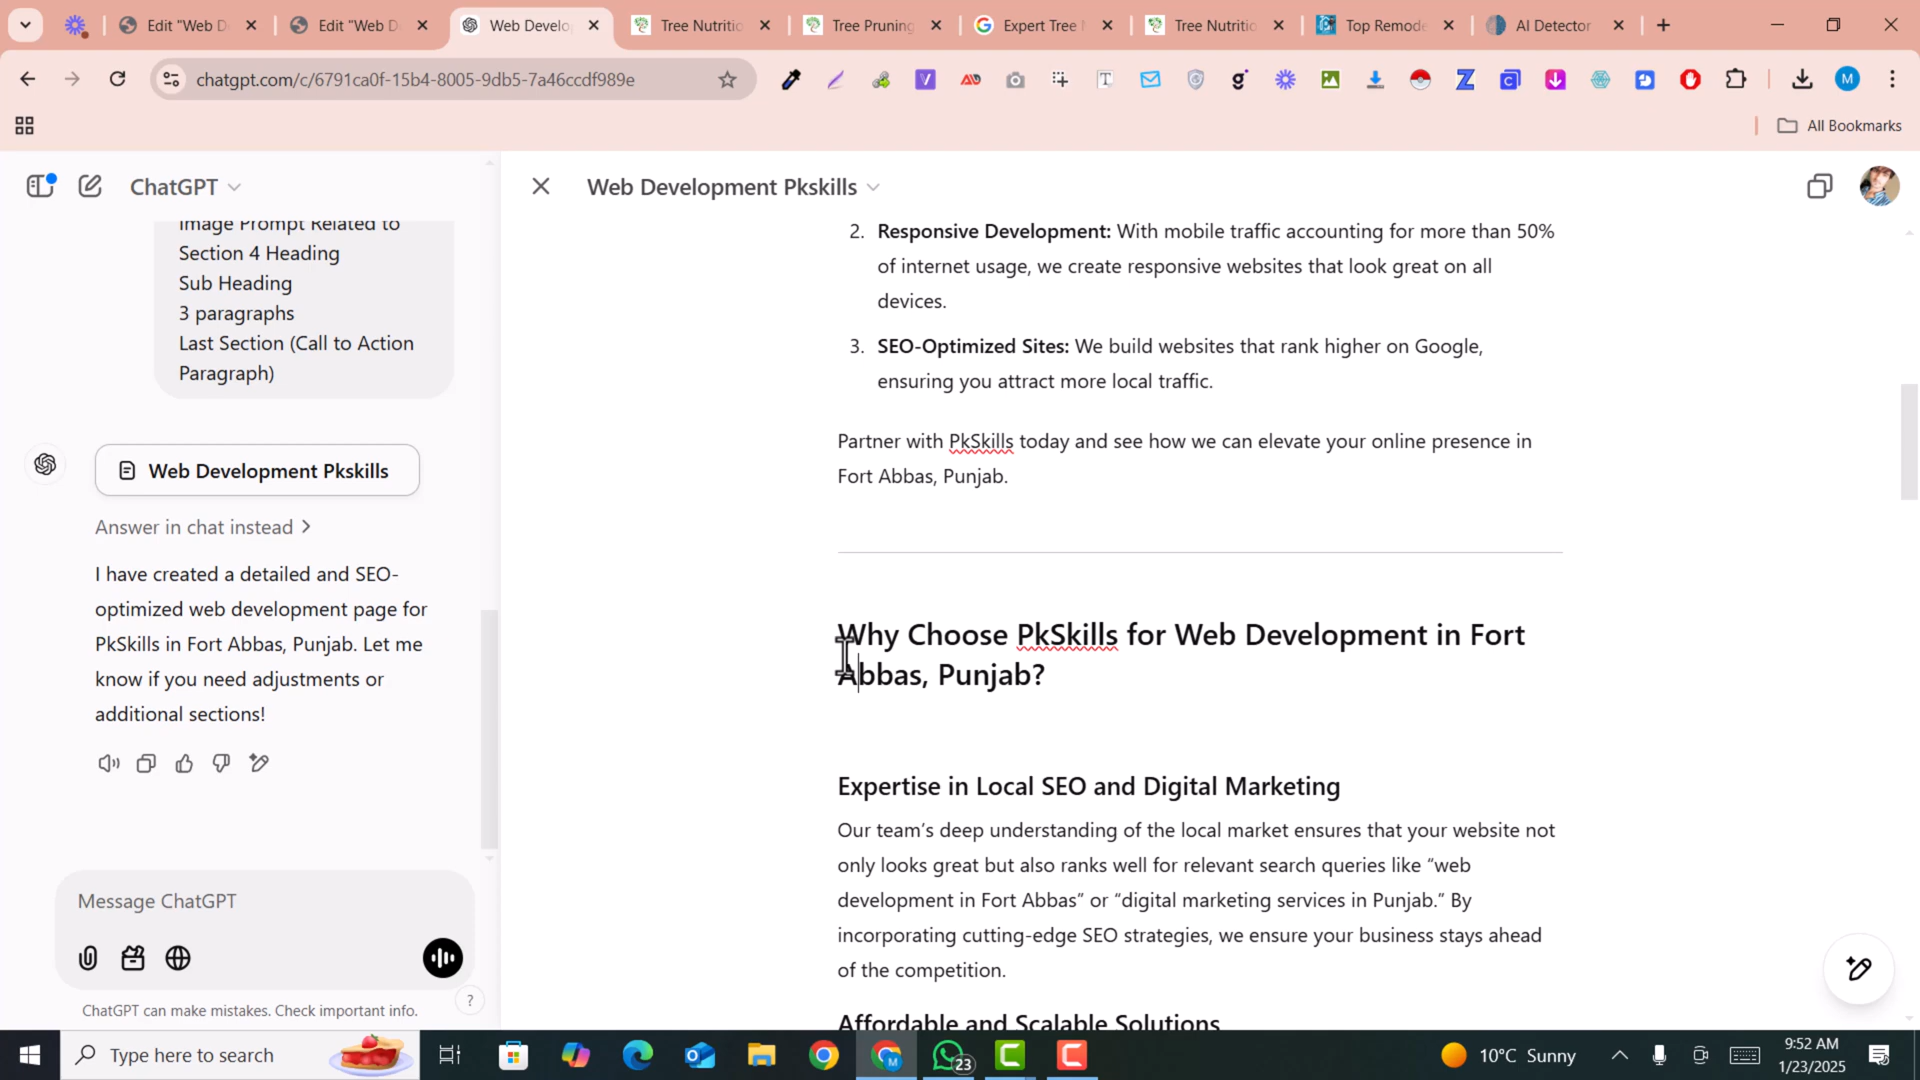 Edit "Web D
Edit "Web D
Web Develo
Tree Nutritio
Tree Pruning
Expert Tree
Tree Nutritio
Top Remode
AI Detector
chatgpt.com/c/6791ca0f-15b4-8005-9db5-7a46ccdf989e
M
All Bookmarks
ChatGPT
Web Development Pkskills
Image Prompt Related to
Section 4 Heading
Sub Heading
3 paragraphs
Last Section (Call to Action
Paragraph)
Web Development Pkskills
Answer in chat instead
I have created a detailed and SEO-
optimized web development page for
PkSkills in Fort Abbas, Punjab. Let me
know if you need adjustments or
additional sections!
Message ChatGPT
ChatGPT can make mistakes. Check important info.
?
2. Responsive Development: With mobile traffic accounting for more than 50%
of internet usage, we create responsive websites that look great on all
devices.
3. SEO-Optimized Sites: We build websites that rank higher on Google,
ensuring you attract more local traffic.
Partner with PkSkills today and see how we can elevate your online presence in
Fort Abbas, Punjab.
Why Choose PkSkills for Web Development in Fort
Abbas, Punjab?
Expertise in Local SEO and Digital Marketing
Our team’s deep understanding of the local market ensures that your website not
only looks great but also ranks well for relevant search queries like “web
development in Fort Abbas” or “digital marketing services in Punjab.” By
incorporating cutting-edge SEO strategies, we ensure your business stays ahead
of the competition.
Affordable and Scalable Solutions
Type here to search
23
10°C Sunny
9:52 AM
1/23/2025